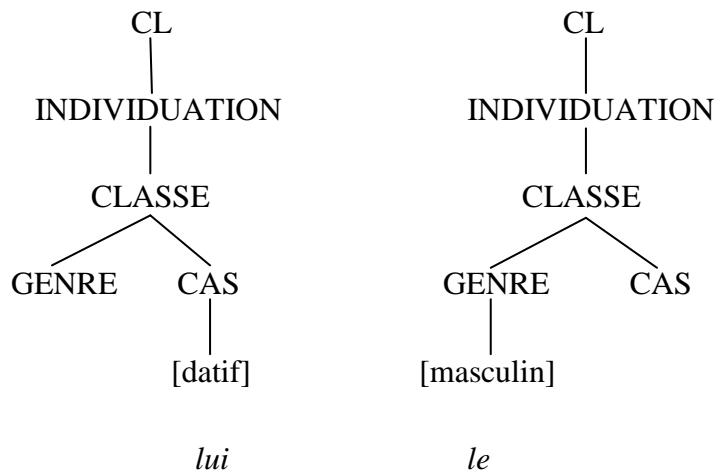 CL CL
INDIVIDUATION INDIVIDUATION
CLASSE CLASSE
GENRE CAS GENRE CAS
[datif] [masculin]
lui le